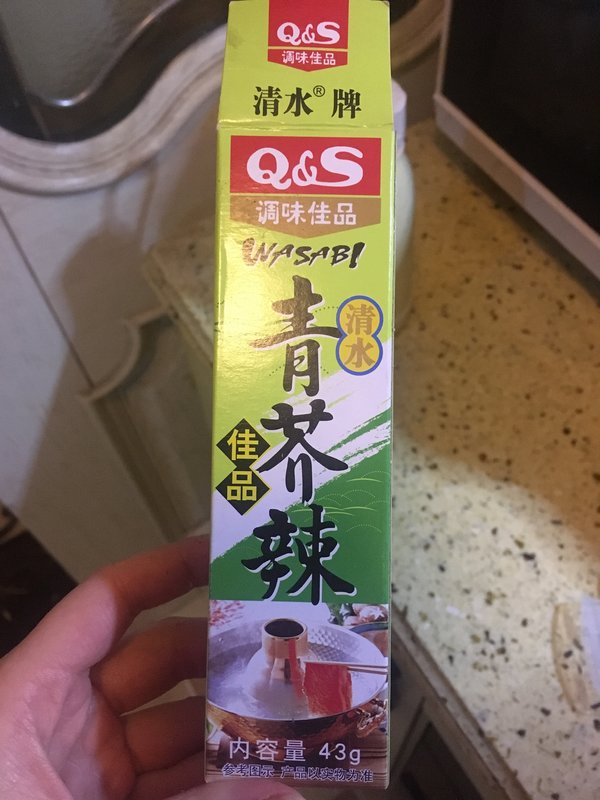 Q&S
调味佳品
清水® 牌
Q&S
调味佳品
WASABI
青芥辣
清水
佳品
内容量 43g
参考图示 产品以实物为准